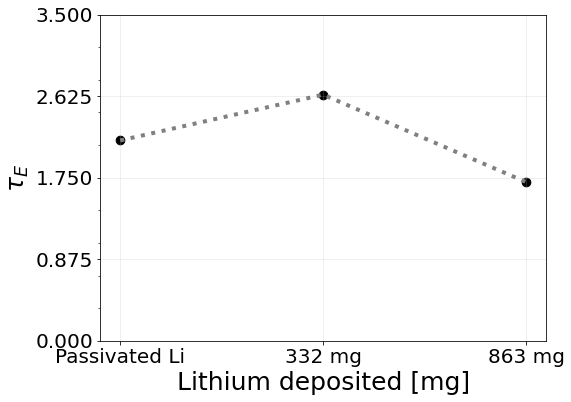 3.500
2.625
1.750
0.875
0.000
τ_E
Passivated Li
332 mg
863 mg
Lithium deposited [mg]